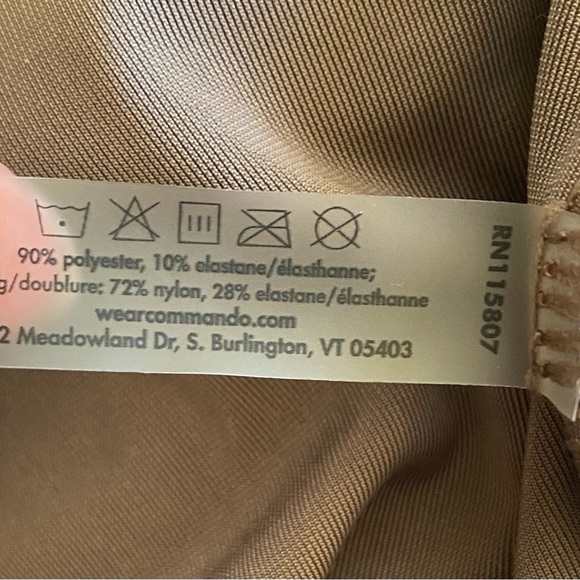 90% polyester, 10% elastane/élasthanne;
g/doublure: 72% nylon, 28% elastane/élasthanne
wearcommando.com
2 Meadowland Dr, S. Burlington, VT 05403
RN115807